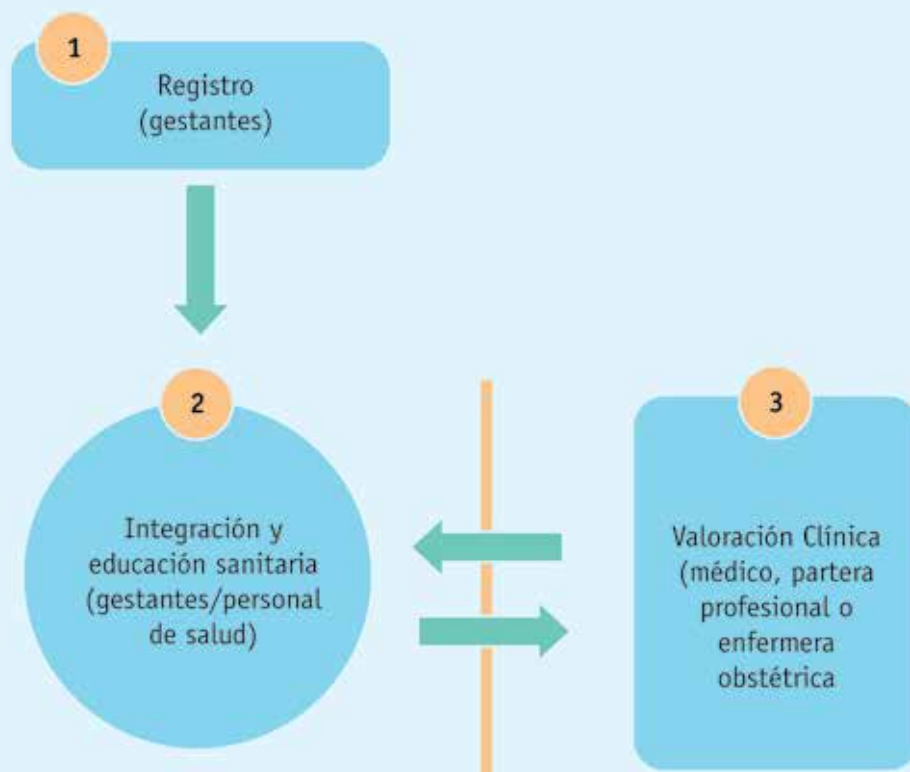 1
Registro
(gestantes)
2
Integración y
educación sanitaria
(gestantes/personal
de salud)
3
Valoración Clínica
(médico, partera
profesional o
enfermera
obstétrica